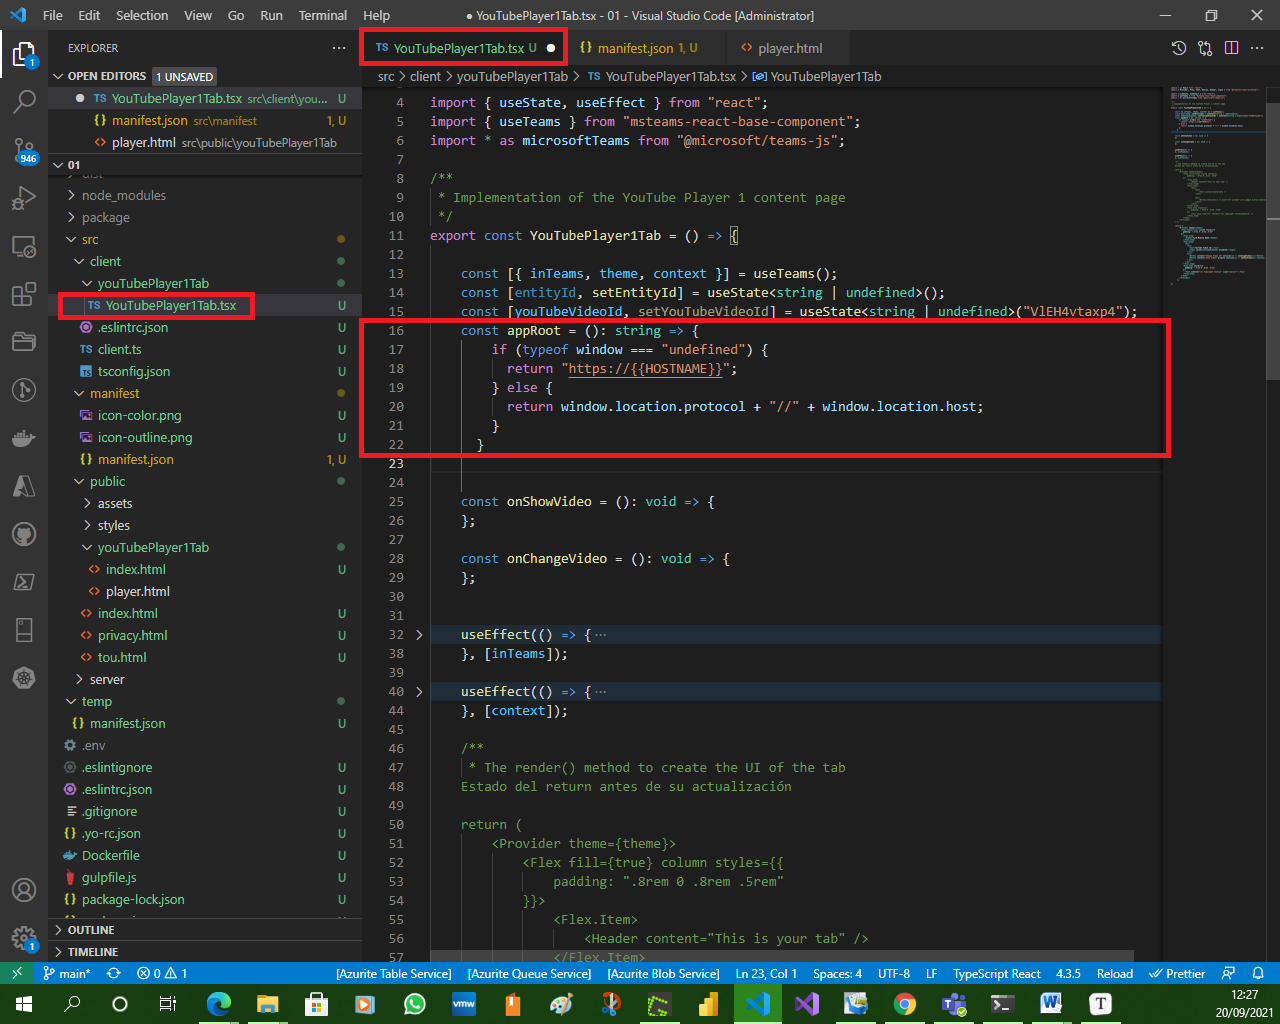 File Edit Selection View Go Run Terminal Help
● YouTubePlayer1Tab.tsx - 01 - Visual Studio Code [Administrator]
EXPLORER
OPEN EDITORS 1 UNSAVED
TS YouTubePlayer1Tab.tsx src\client\you... U
{} manifest.json src\manifest 1, U
<> player.html src\public\youTubePlayer1Tab
01
node_modules
package
src
client
youTubePlayer1Tab
TS YouTubePlayer1Tab.tsx U
.eslintrc.json U
TS client.ts U
tsconfig.json U
manifest
icon-color.png U
icon-outline.png U
{} manifest.json 1, U
public
assets
styles
youTubePlayer1Tab
<> index.html U
<> player.html
<> index.html U
<> privacy.html U
<> tou.html U
server
temp
{} manifest.json U
.env
.eslintignore U
.eslintrc.json U
.gitignore U
{} .yo-rc.json U
Dockerfile U
gulpfile.js U
{} package-lock.json U
OUTLINE
TIMELINE
1
946
1
TS YouTubePlayer1Tab.tsx U ●
{} manifest.json 1, U
<> player.html
src > client > youTubePlayer1Tab > TS YouTubePlayer1Tab.tsx > YouTubePlayer1Tab
4 import { useState, useEffect } from "react";
5 import { useTeams } from "msteams-react-base-component";
6 import * as microsoftTeams from "@microsoft/teams-js";
7
8 /**
9 * Implementation of the YouTube Player 1 content page
10 */
11 export const YouTubePlayer1Tab = () => {
12
13 const [{ inTeams, theme, context }] = useTeams();
14 const [entityId, setEntityId] = useState<string | undefined>();
15 const [youTubeVideoId, setYouTubeVideoId] = useState<string | undefined>("VlEH4vtaxp4");
16 const appRoot = (): string => {
17 if (typeof window === "undefined") {
18 return "https://{{HOSTNAME}}";
19 } else {
20 return window.location.protocol + "//" + window.location.host;
21 }
22 }
23
24
25 const onShowVideo = (): void => {
26 };
27
28 const onChangeVideo = (): void => {
29 };
30
31
32 useEffect(() => { ···
38 }, [inTeams]);
39
40 useEffect(() => { ···
44 }, [context]);
45
46 /**
47 * The render() method to create the UI of the tab
48 Estado del return antes de su actualización
49
50 return (
51 <Provider theme={theme}>
52 <Flex fill={true} column styles={{
53 padding: ".8rem 0 .8rem .5rem"
54 }}>
55 <Flex.Item>
56 <Header content="This is your tab" />
57 </Flex.Item>
main* 0 1 [Azurite Table Service] [Azurite Queue Service] [Azurite Blob Service] Ln 23, Col 1 Spaces: 4 UTF-8 LF TypeScript React 4.3.5 Reload Prettier
vmw
W
T
12:27
20/09/2021